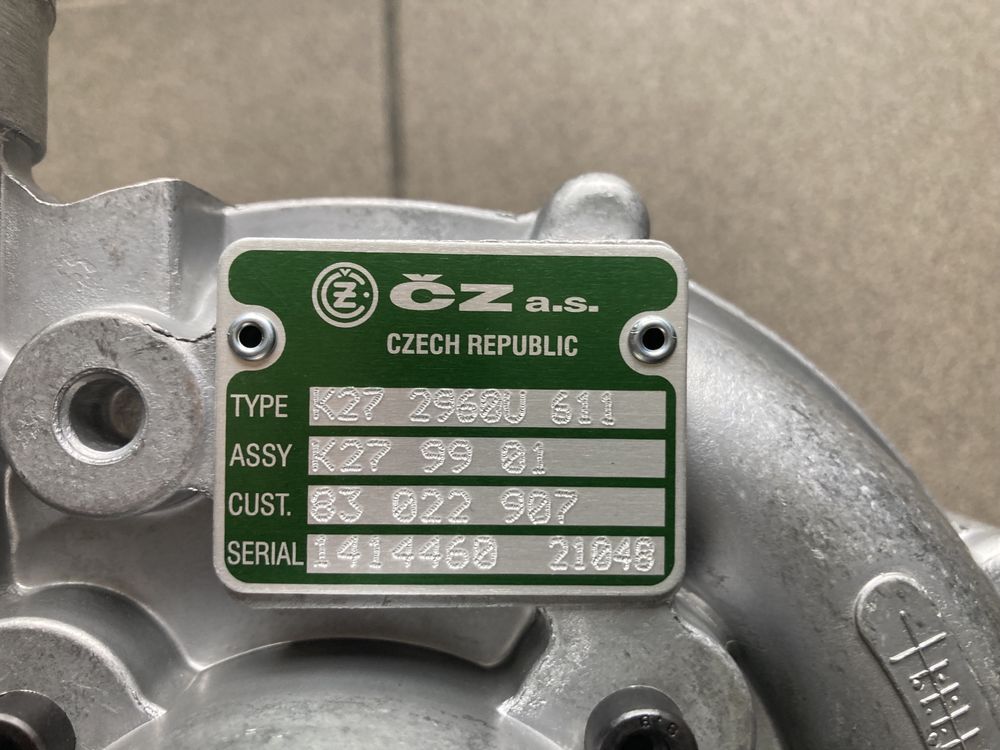 ČZ a.s.
CZECH REPUBLIC
TYPE K27 2960U 611
ASSY K27 99 01
CUST. 83 022 907
SERIAL 1414460 21048